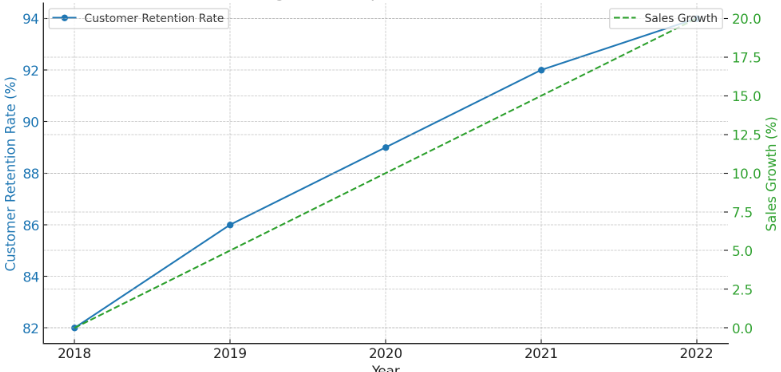 Customer Retention Rate
Sales Growth
Customer Retention Rate (%)
94
92
90
88
86
84
82
20.0
17.5
15.0
12.5
10.0
7.5
5.0
2.5
0.0
Sales Growth (%)
2018 2019 2020 2021 2022
Year